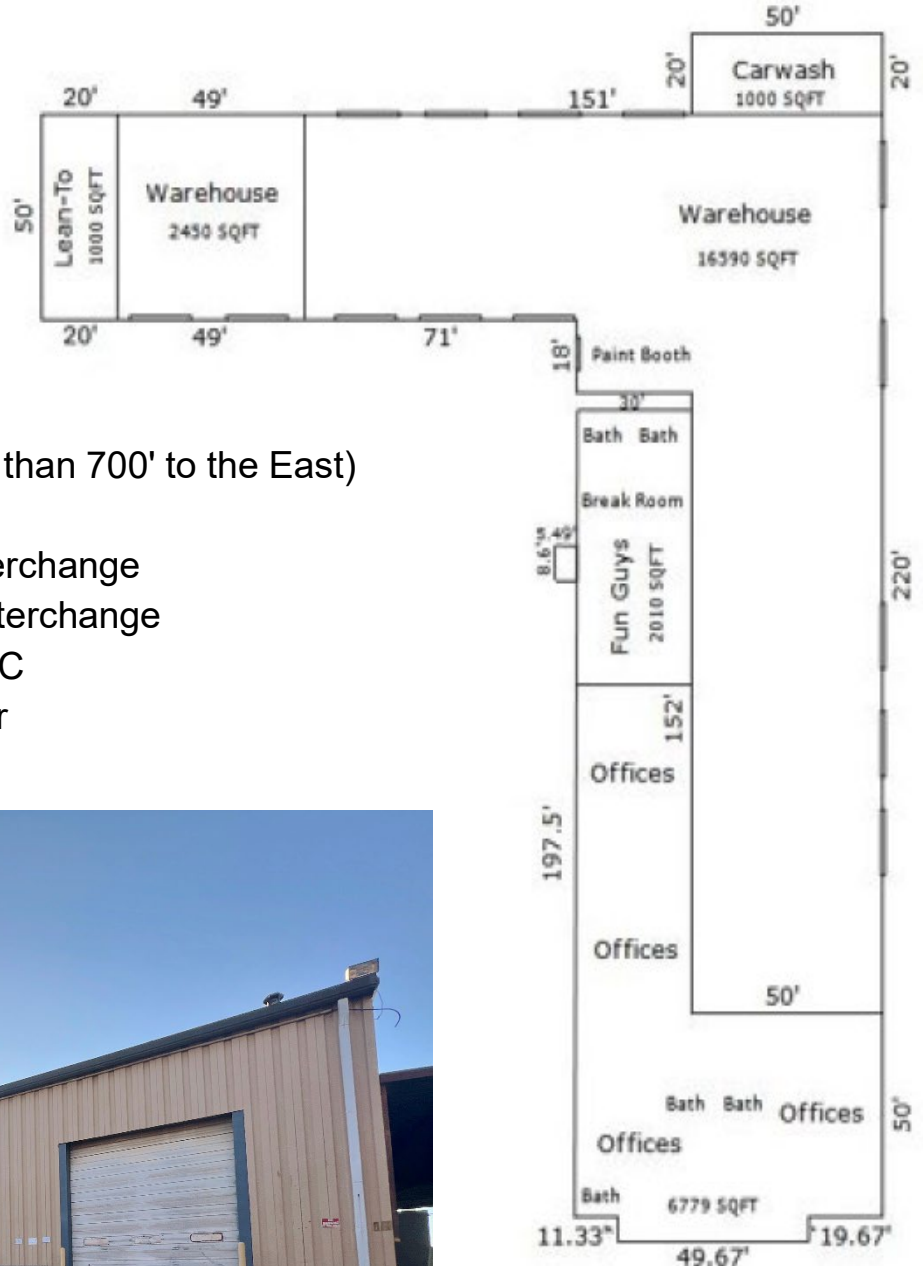 50'
20'
Carwash
1000 SQFT
20'
20'
49'
151'
50'
Lean-To
1000 SQFT
Warehouse
2450 SQFT
Warehouse
16590 SQFT
20'
49'
71'
18'
Paint Booth
30'
Bath Bath
than 700' to the East)
Break Room
5.49'
8.6'
Fun Guys
2010 SQFT
erchange
terchange
C
r
220'
152'
Offices
197.5'
Offices
50'
Bath Bath Offices
50'
Offices
Bath
6779 SQFT
11.33"
49.67'
19.67'